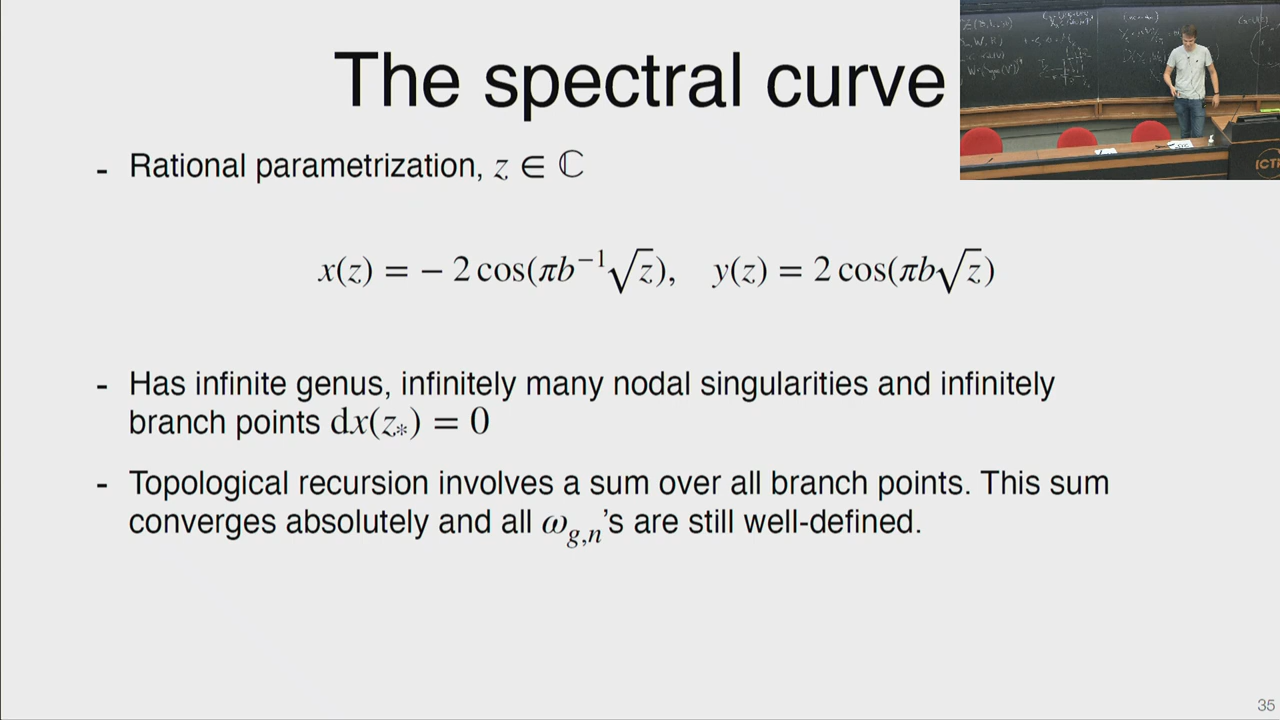 The spectral curve
- Rational parametrization, z ∈ ℂ
x(z) = − 2 cos(πb⁻¹√z), y(z) = 2 cos(πb√z)
- Has infinite genus, infinitely many nodal singularities and infinitely
branch points dx(z_*) = 0
- Topological recursion involves a sum over all branch points. This sum
converges absolutely and all ω_{g,n}'s are still well-defined.
35